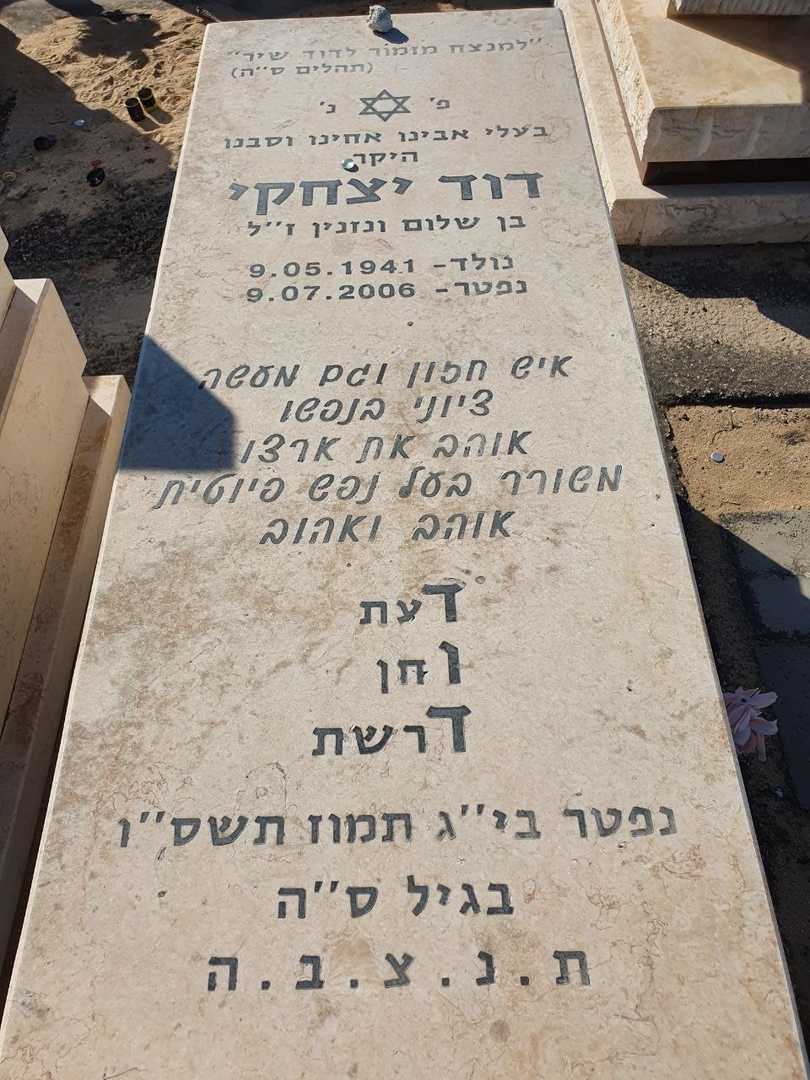 "למנצח מזמור לדוד שיר"
(תהלים ס"ה)
פ' נ'
בעלי אבינו אחינו וסבנו
היקר
דוד יצחקי
בן שלום ונזנין ז"ל
נולד- 9.05.1941
נפטר- 9.07.2006
איש חזון וגם מעשה
ציוני בנפשו
אוהב את ארצו
משורר בעל נפש פיוטית
אוהב ואהוב
דעת
וחן
דרשת
נפטר בי"ג תמוז תשס"ו
בגיל ס"ה
ת.נ.צ.ב.ה